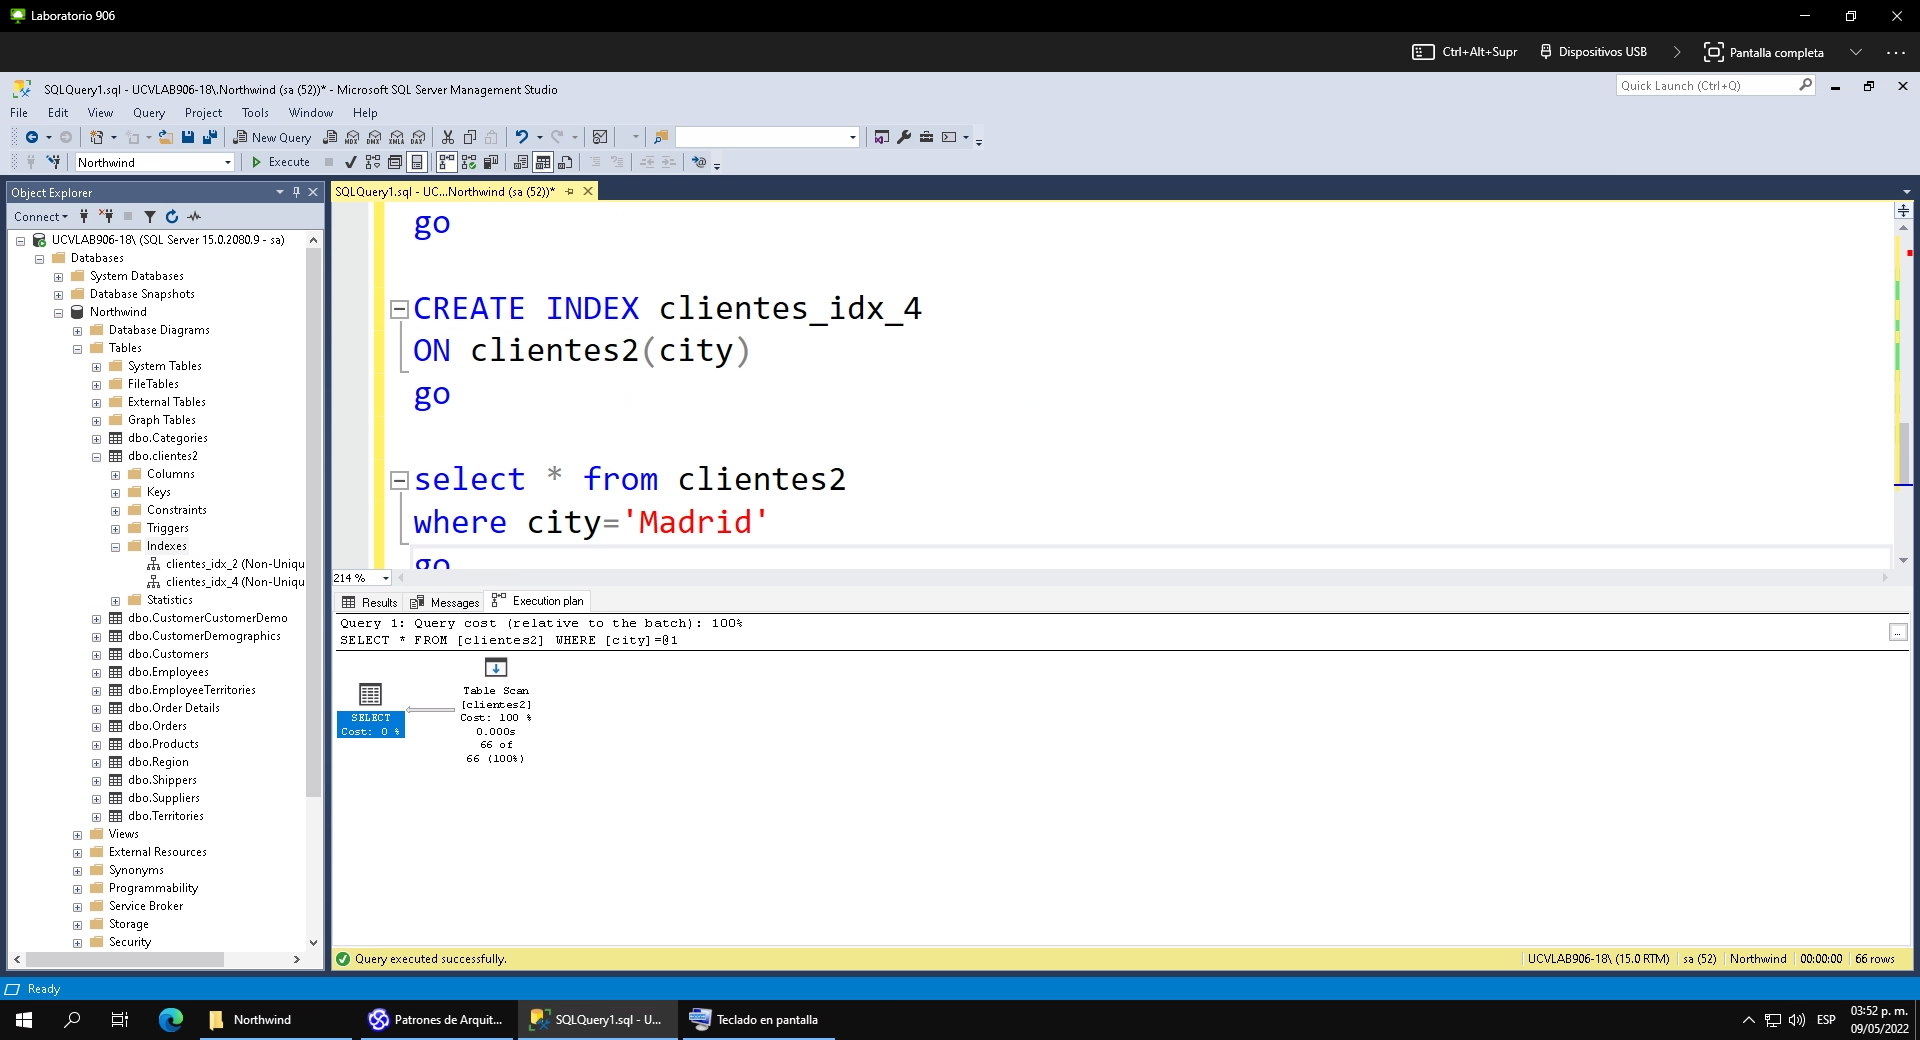 Laboratorio 906
Ctrl+Alt+Supr
Dispositivos USB
Pantalla completa
SQLQuery1.sql - UCVLAB906-18\.Northwind (sa (52))* - Microsoft SQL Server Management Studio
Quick Launch (Ctrl+Q)
File Edit View Query Project Tools Window Help
New Query
MDX DMX XMLA DAX
Northwind
Execute
Object Explorer
SQLQuery1.sql - UC...Northwind (sa (52))*
Connect
UCVLAB906-18\ (SQL Server 15.0.2080.9 - sa)
Databases
System Databases
Database Snapshots
Northwind
Database Diagrams
Tables
System Tables
FileTables
External Tables
Graph Tables
dbo.Categories
dbo.clientes2
Columns
Keys
Constraints
Triggers
Indexes
clientes_idx_2 (Non-Uniqu
clientes_idx_4 (Non-Uniqu
Statistics
dbo.CustomerCustomerDemo
dbo.CustomerDemographics
dbo.Customers
dbo.Employees
dbo.EmployeeTerritories
dbo.Order Details
dbo.Orders
dbo.Products
dbo.Region
dbo.Shippers
dbo.Suppliers
dbo.Territories
Views
External Resources
Synonyms
Programmability
Service Broker
Storage
Security
go
CREATE INDEX clientes_idx_4
ON clientes2(city)
go
select * from clientes2
where city='Madrid'
go
214 %
Results Messages Execution plan
Query 1: Query cost (relative to the batch): 100%
SELECT * FROM [clientes2] WHERE [city]=@1
...
SELECT
Cost: 0 %
Table Scan
[clientes2]
Cost: 100 %
0.000s
66 of
66 (100%)
Query executed successfully.
UCVLAB906-18\ (15.0 RTM) sa (52) Northwind 00:00:00 66 rows
Ready
Northwind
Patrones de Arquit...
SQLQuery1.sql - U...
Teclado en pantalla
ESP
03:52 p. m.
09/05/2022